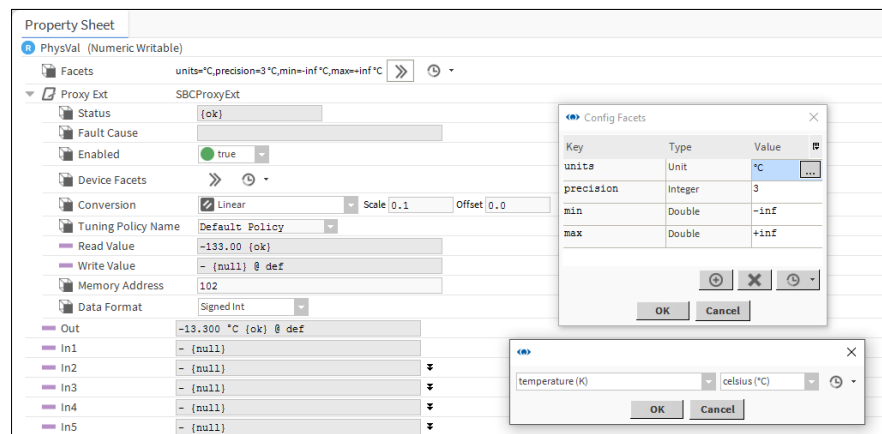 Property Sheet
R PhysVal (Numeric Writable)
Facets units=°C,precision=3 °C,min=-inf °C,max=+inf °C
Proxy Ext SBCProxyExt
Status {ok}
Fault Cause
Enabled true
Device Facets
Conversion Linear Scale 0.1 Offset 0.0
Tuning Policy Name Default Policy
Read Value -133.00 {ok}
Write Value - {null} @ def
Memory Address 102
Data Format Signed Int
Out -13.300 °C {ok} @ def
In1 - {null}
In2 - {null}
In3 - {null}
In4 - {null}
In5 - {null}
Config Facets
Key Type Value
units Unit °C ...
precision Integer 3
min Double -inf
max Double +inf
OK Cancel
temperature (K) celsius (°C)
OK Cancel